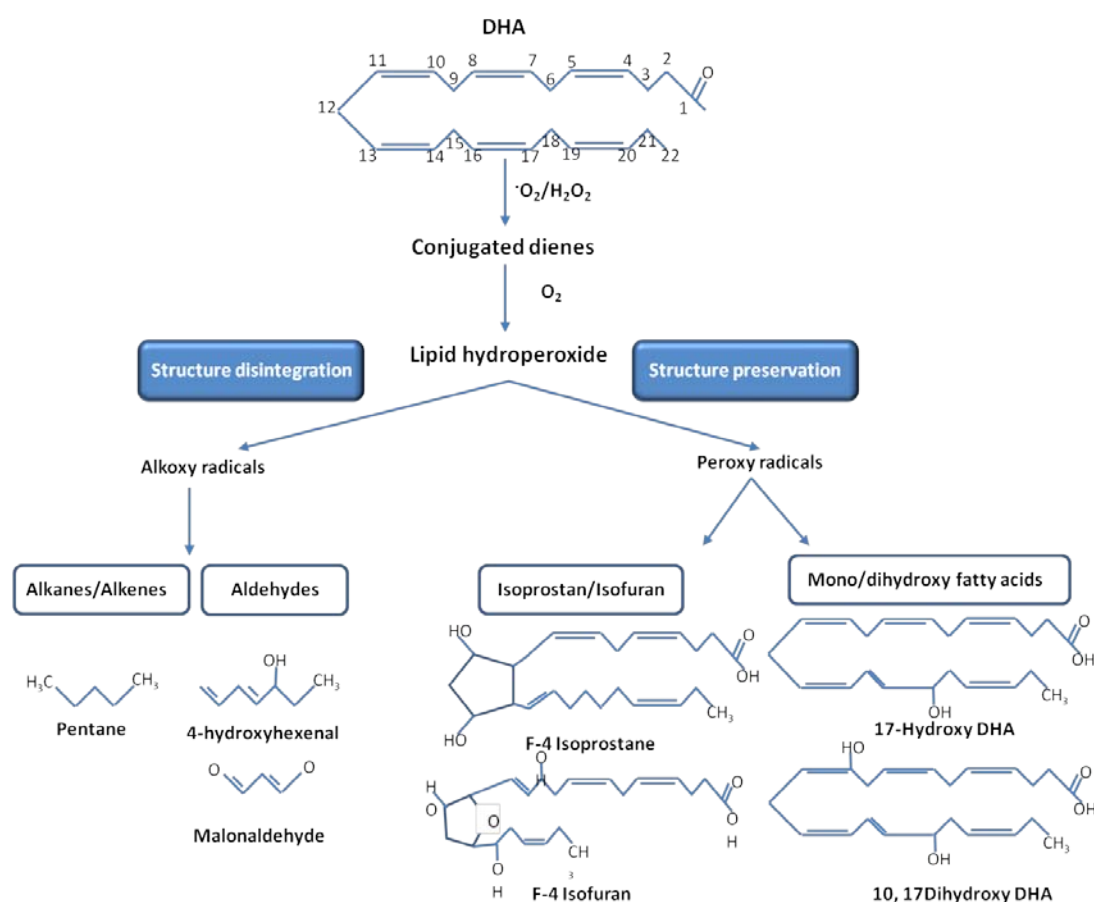 DHA
11 10 8 7 5 4 2
9 6 3
O
12 1
15 18 21
13 14 16 17 19 20 22
·O₂/H₂O₂
Conjugated dienes
O₂
Lipid hydroperoxide
Structure disintegration
Structure preservation
Alkoxy radicals
Peroxy radicals
Alkanes/Alkenes
Aldehydes
Isoprostan/Isofuran
Mono/dihydroxy fatty acids
HO
O
OH
CH₃
HO
F-4 Isoprostane
O
OH
CH₃
OH
17-Hydroxy DHA
H₃C
CH₃
Pentane
OH
CH₃
4-hydroxyhexenal
O
O
Malonaldehyde
O
H
H
O
O
O
O
H
CH
3
O
H
F-4 Isofuran
HO
O
OH
CH₃
OH
10, 17Dihydroxy DHA